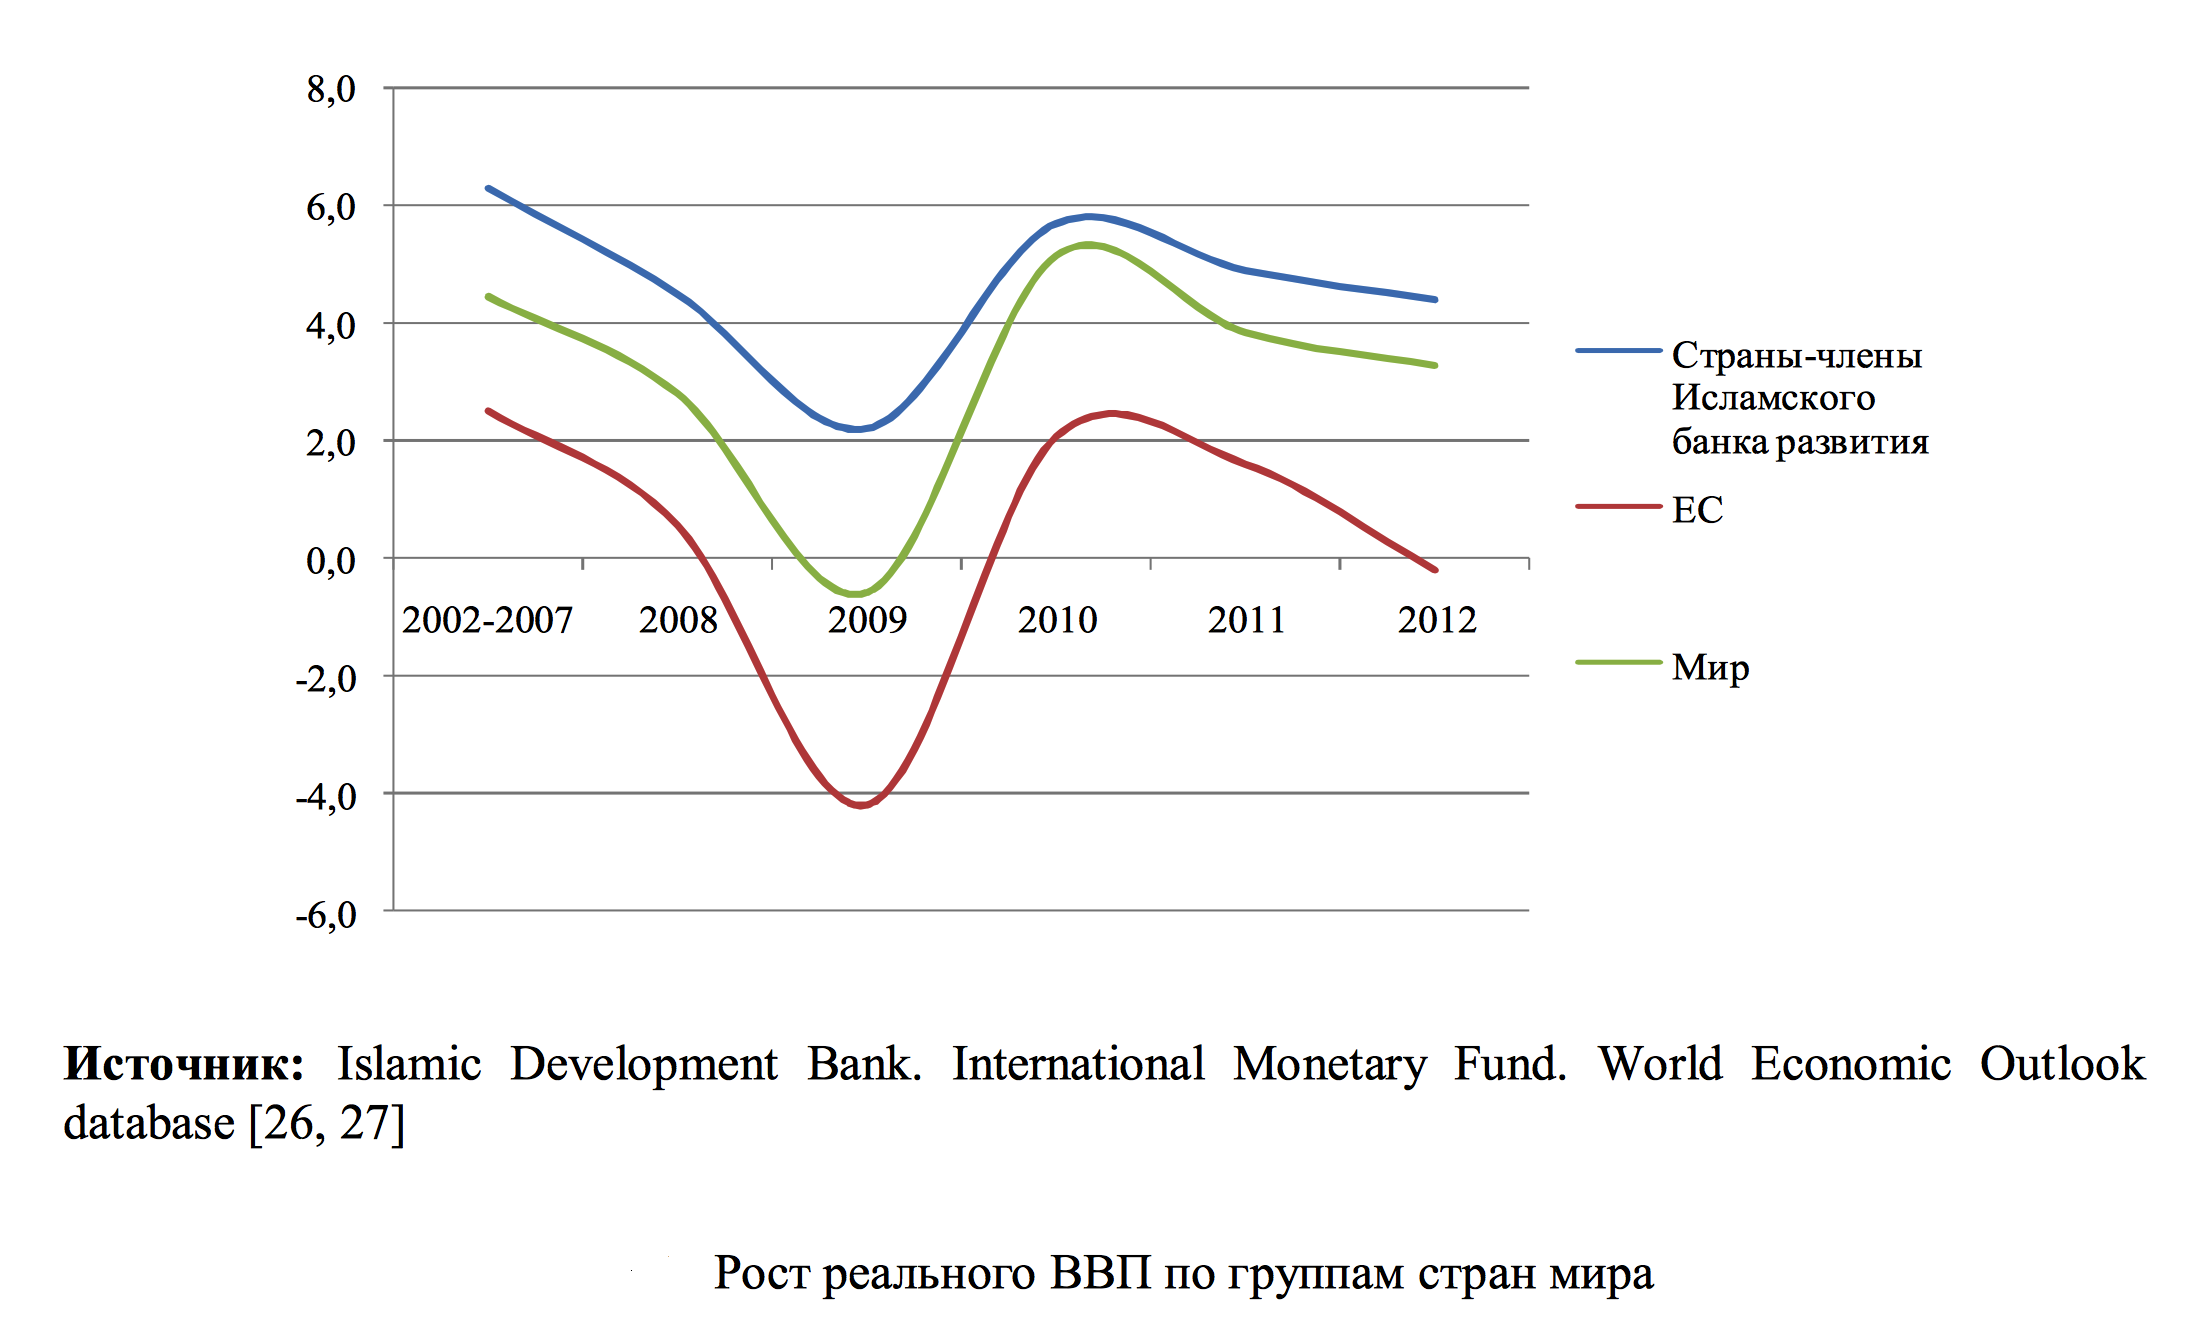 8,0
6,0
4,0
2,0
0,0
-2,0
-4,0
-6,0
2002-2007 2008 2009 2010 2011 2012
Страны-члены
Исламского
банка развития
ЕС
Мир
Источник: Islamic Development Bank. International Monetary Fund. World Economic Outlook
database [26, 27]
Рост реального ВВП по группам стран мира